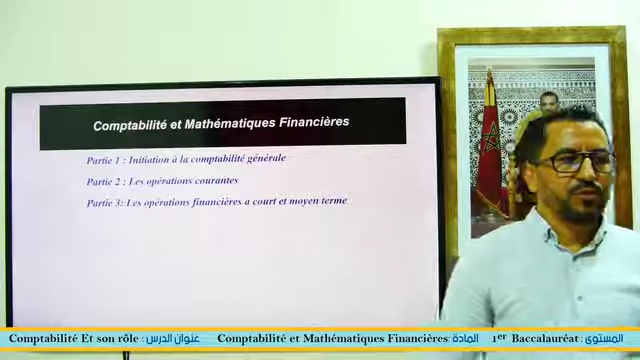 Comptabilité et Mathématiques Financières
Partie 1 : Initiation à la comptabilité générale
Partie 2 : Les opérations courantes
Partie 3: Les opérations financières a court et moyen terme
Comptabilité Et son rôle : عنوان الدرس Comptabilité et Mathématiques Financières :المادة 1er Baccalauréat : المستوى